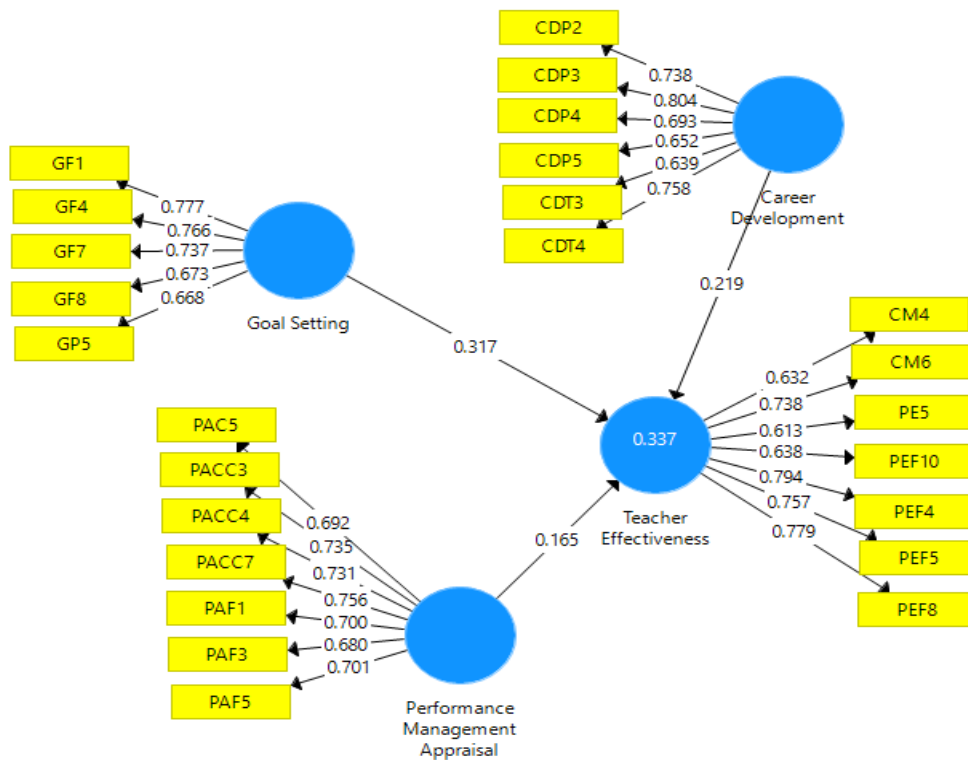 CDP2
CDP3
CDP4
CDP5
CDT3
CDT4
0.738
0.804
0.693
0.652
0.639
0.758
Career
Development
0.219
GF1
GF4
GF7
GF8
GP5
0.777
0.766
0.737
0.673
0.668
Goal Setting
0.317
PAC5
PACC3
PACC4
PACC7
PAF1
PAF3
PAF5
0.692
0.735
0.731
0.756
0.700
0.680
0.701
Performance
Management
Appraisal
0.165
0.337
Teacher
Effectiveness
0.632
0.738
0.613
0.638
0.794
0.757
0.779
CM4
CM6
PE5
PEF10
PEF4
PEF5
PEF8